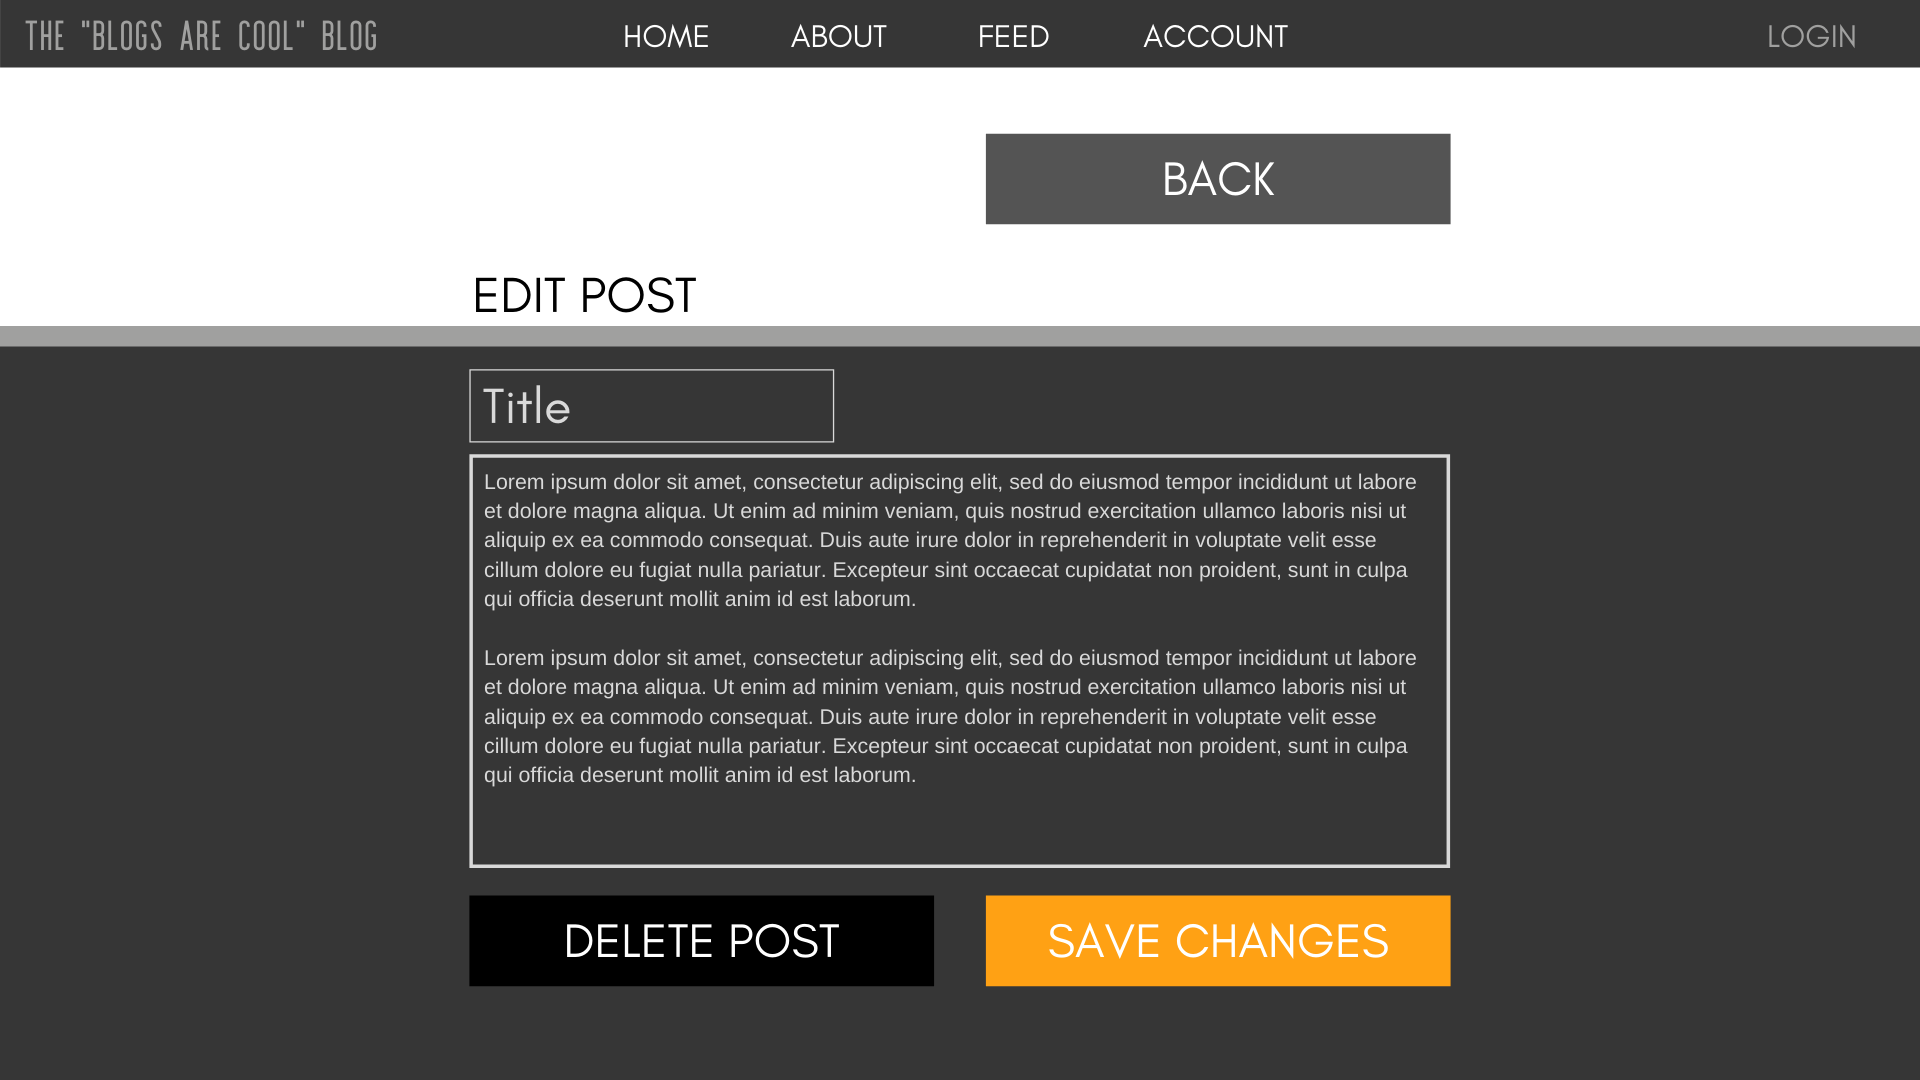 THE "BLOGS ARE COOL" BLOG
HOME
ABOUT
FEED
ACCOUNT
LOGIN
BACK
EDIT POST
Title
Lorem ipsum dolor sit amet, consectetur adipiscing elit, sed do eiusmod tempor incididunt ut labore
et dolore magna aliqua. Ut enim ad minim veniam, quis nostrud exercitation ullamco laboris nisi ut
aliquip ex ea commodo consequat. Duis aute irure dolor in reprehenderit in voluptate velit esse
cillum dolore eu fugiat nulla pariatur. Excepteur sint occaecat cupidatat non proident, sunt in culpa
qui officia deserunt mollit anim id est laborum.
Lorem ipsum dolor sit amet, consectetur adipiscing elit, sed do eiusmod tempor incididunt ut labore
et dolore magna aliqua. Ut enim ad minim veniam, quis nostrud exercitation ullamco laboris nisi ut
aliquip ex ea commodo consequat. Duis aute irure dolor in reprehenderit in voluptate velit esse
cillum dolore eu fugiat nulla pariatur. Excepteur sint occaecat cupidatat non proident, sunt in culpa
qui officia deserunt mollit anim id est laborum.
DELETE POST
SAVE CHANGES